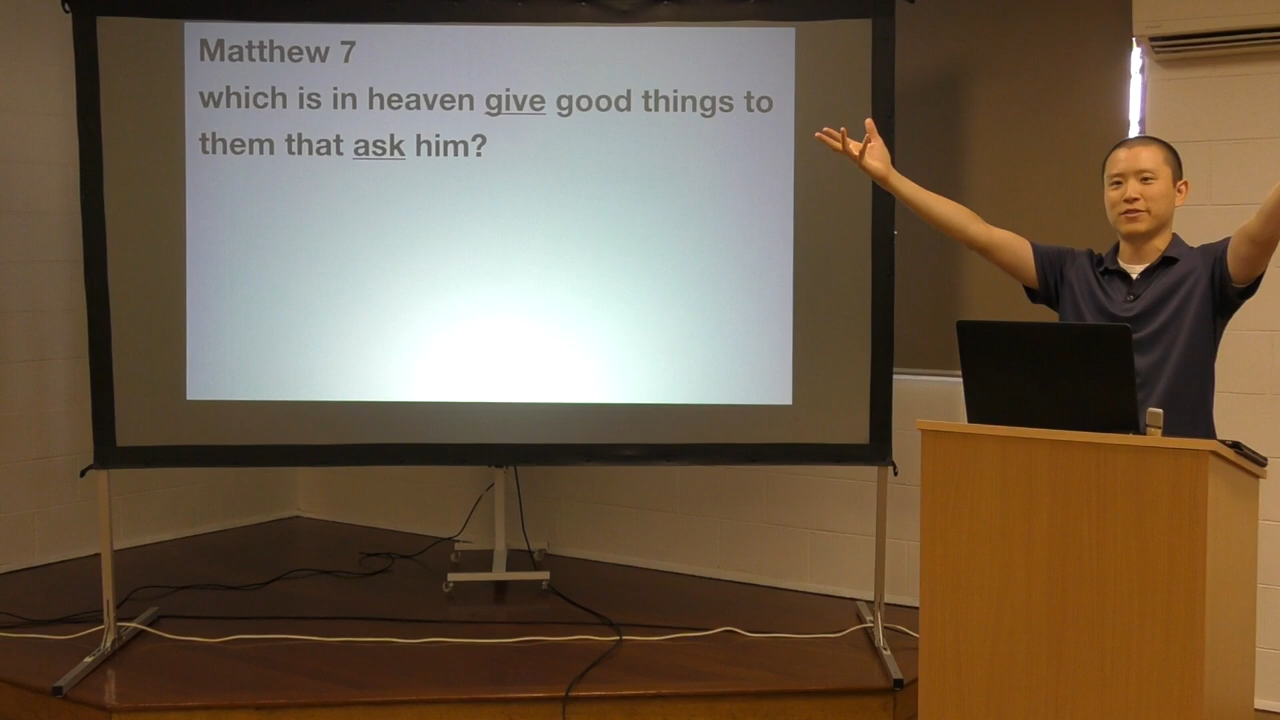 Matthew 7
which is in heaven give good things to
them that ask him?